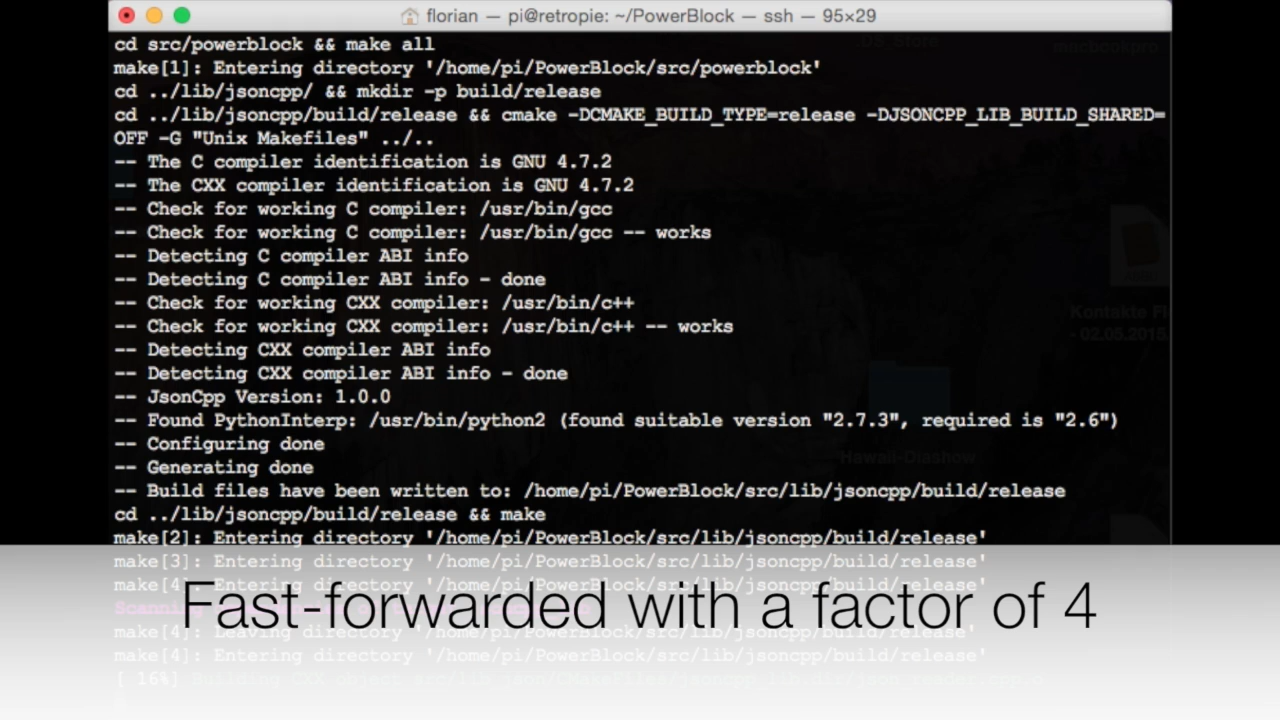 florian — pi@retropie: ~/PowerBlock — ssh — 95×29
cd src/powerblock && make all
make[1]: Entering directory '/home/pi/PowerBlock/src/powerblock'
cd ../lib/jsoncpp/ && mkdir -p build/release
cd ../lib/jsoncpp/build/release && cmake -DCMAKE_BUILD_TYPE=release -DJSONCPP_LIB_BUILD_SHARED=
OFF -G "Unix Makefiles" ../..
-- The C compiler identification is GNU 4.7.2
-- The CXX compiler identification is GNU 4.7.2
-- Check for working C compiler: /usr/bin/gcc
-- Check for working C compiler: /usr/bin/gcc -- works
-- Detecting C compiler ABI info
-- Detecting C compiler ABI info - done
-- Check for working CXX compiler: /usr/bin/c++
-- Check for working CXX compiler: /usr/bin/c++ -- works
-- Detecting CXX compiler ABI info
-- Detecting CXX compiler ABI info - done
-- JsonCpp Version: 1.0.0
-- Found PythonInterp: /usr/bin/python2 (found suitable version "2.7.3", required is "2.6")
-- Configuring done
-- Generating done
-- Build files have been written to: /home/pi/PowerBlock/src/lib/jsoncpp/build/release
cd ../lib/jsoncpp/build/release && make
make[2]: Entering directory '/home/pi/PowerBlock/src/lib/jsoncpp/build/release'
make[3]: Entering directory '/home/pi/PowerBlock/src/lib/jsoncpp/build/release'
make[4]: Entering directory '/home/pi/PowerBlock/src/lib/jsoncpp/build/release'
Scanning
Fast-forwarded with a factor of 4
make[4]: Leaving directory '/home/pi/PowerBlock/src/lib/jsoncpp/build/release'
make[4]: Entering directory '/home/pi/PowerBlock/src/lib/jsoncpp/build/release'
[ 16%] Building CXX object
Kontakte
- 02.05.2015
Hawaii-Diashow